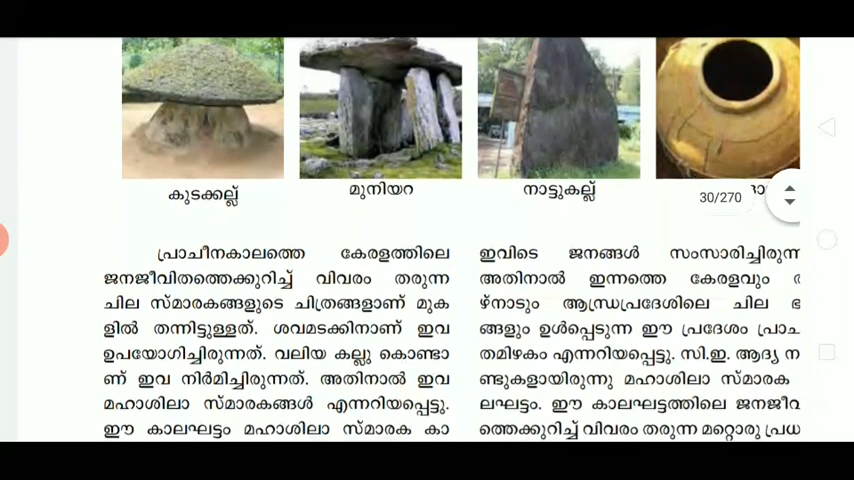 കുടക്കല്ല്
മുനിയറ
നാട്ടുകല്ല്
30/270
പ്രാചീനകാലത്തെ കേരളത്തിലെ
ജനജീവിതത്തെക്കുറിച്ച് വിവരം തരുന്ന
ചില സ്മാരകങ്ങളുടെ ചിത്രങ്ങളാണ് മുക
ളിൽ തന്നിട്ടുള്ളത്. ശവമടക്കിനാണ് ഇവ
ഉപയോഗിച്ചിരുന്നത്. വലിയ കല്ലു കൊണ്ടാ
ണ് ഇവ നിർമിച്ചിരുന്നത്. അതിനാൽ ഇവ
മഹാശിലാ സ്മാരകങ്ങൾ എന്നറിയപ്പെട്ടു.
ഈ കാലഘട്ടം മഹാശിലാ സ്മാരക കാ
ഇവിടെ ജനങ്ങൾ സംസാരിച്ചിരുന്ന
അതിനാൽ ഇന്നത്തെ കേരളവും
ഴ്നാടും ആന്ധ്രപ്രദേശിലെ ചില
ങ്ങളും ഉൾപ്പെടുന്ന ഈ പ്രദേശം പ്രാച
തമിഴകം എന്നറിയപ്പെട്ടു. സി.ഇ. ആദ്യ ന
ണ്ടുകളായിരുന്നു മഹാശിലാ സ്മാരക
ലഘട്ടം. ഈ കാലഘട്ടത്തിലെ ജനജീവ
ത്തെക്കുറിച്ച് വിവരം തരുന്ന മറ്റൊരു പ്രധ